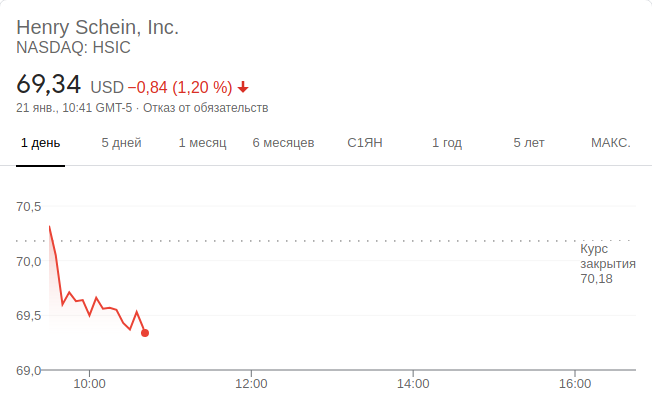 Henry Schein, Inc.
NASDAQ: HSIC
69,34 USD −0,84 (1,20 %)
21 янв., 10:41 GMT-5 · Отказ от обязательств
1 день 5 дней 1 месяц 6 месяцев С1ЯН 1 год 5 лет МАКС.
70,5
Курс
закрытия
70,18
70,0
69,5
69,0
10:00 12:00 14:00 16:00